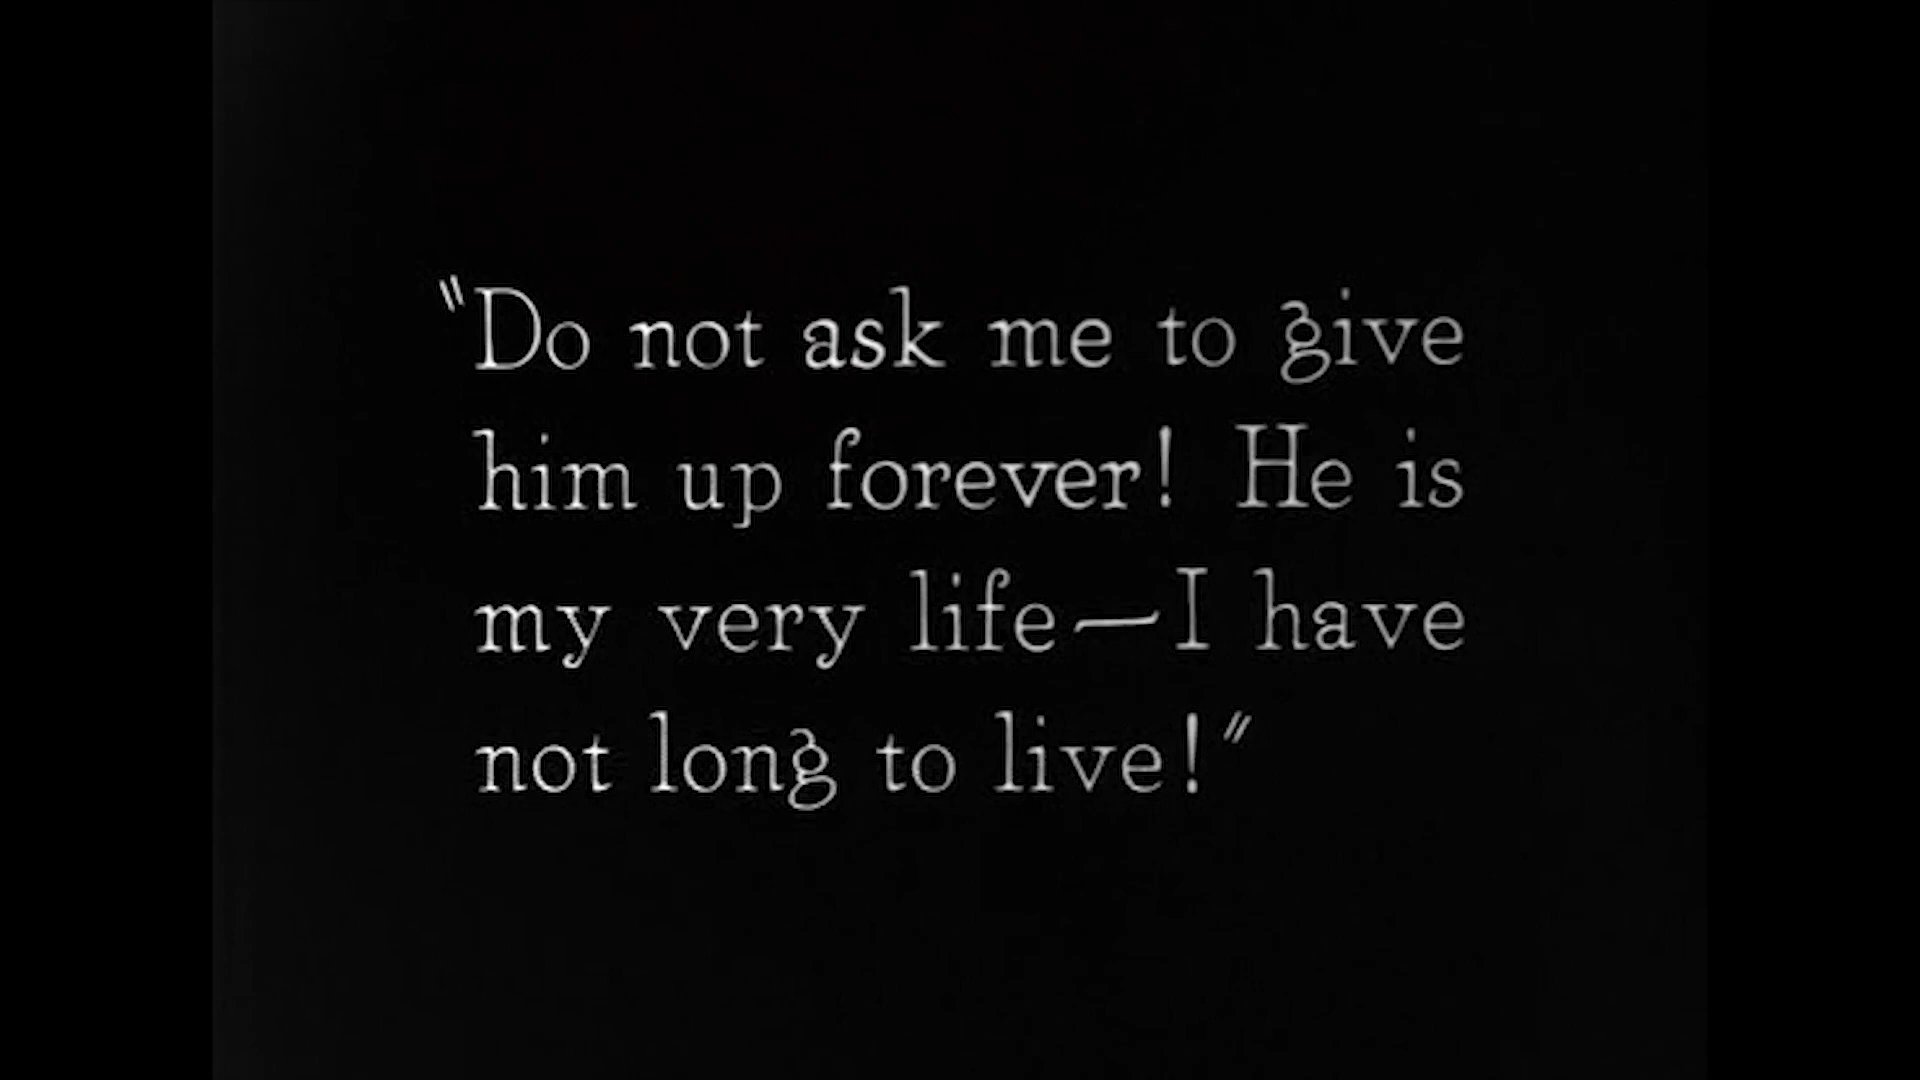 "Do not ask me to give
him up forever! He is
my very life—I have
not long to live!"